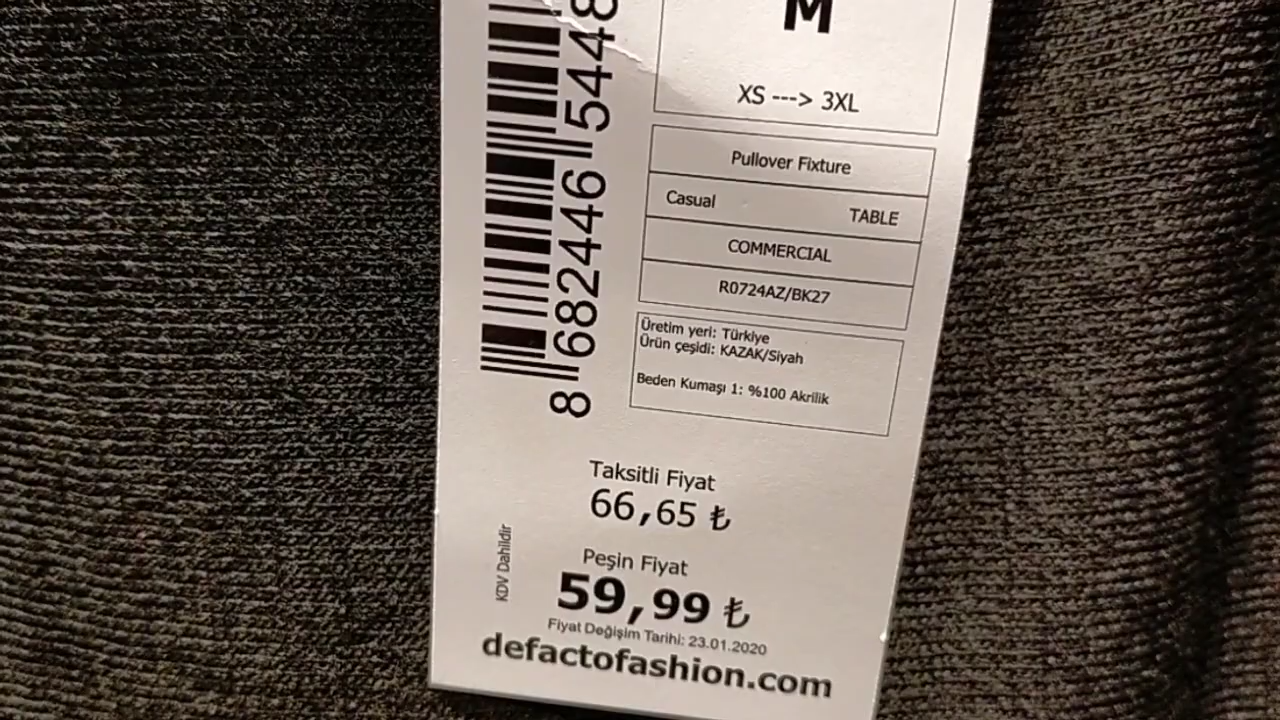 M
XS ---> 3XL
Pullover Fixture
Casual TABLE
COMMERCIAL
R0724AZ/BK27
Üretim yeri: Türkiye
Ürün çeşidi: KAZAK/Siyah
Beden Kumaşı 1: %100 Akrilik
8 682446 5448
Taksitli Fiyat
66,65 ₺
KDV Dahildir
Peşin Fiyat
59,99 ₺
Fiyat Değişim Tarihi: 23.01.2020
defactofashion.com